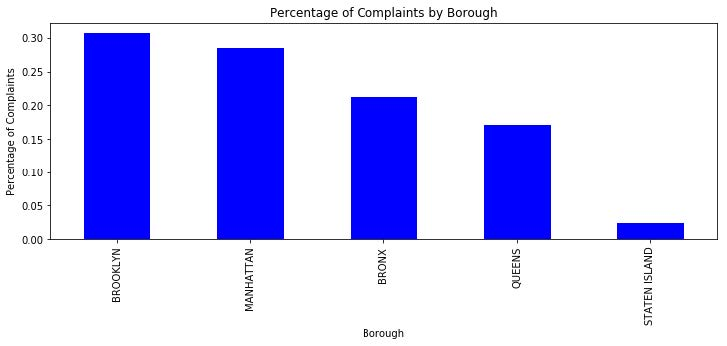 Percentage of Complaints by Borough
Percentage of Complaints
0.30
0.25
0.20
0.15
0.10
0.05
0.00
BROOKLYN
MANHATTAN
BRONX
QUEENS
STATEN ISLAND
Borough